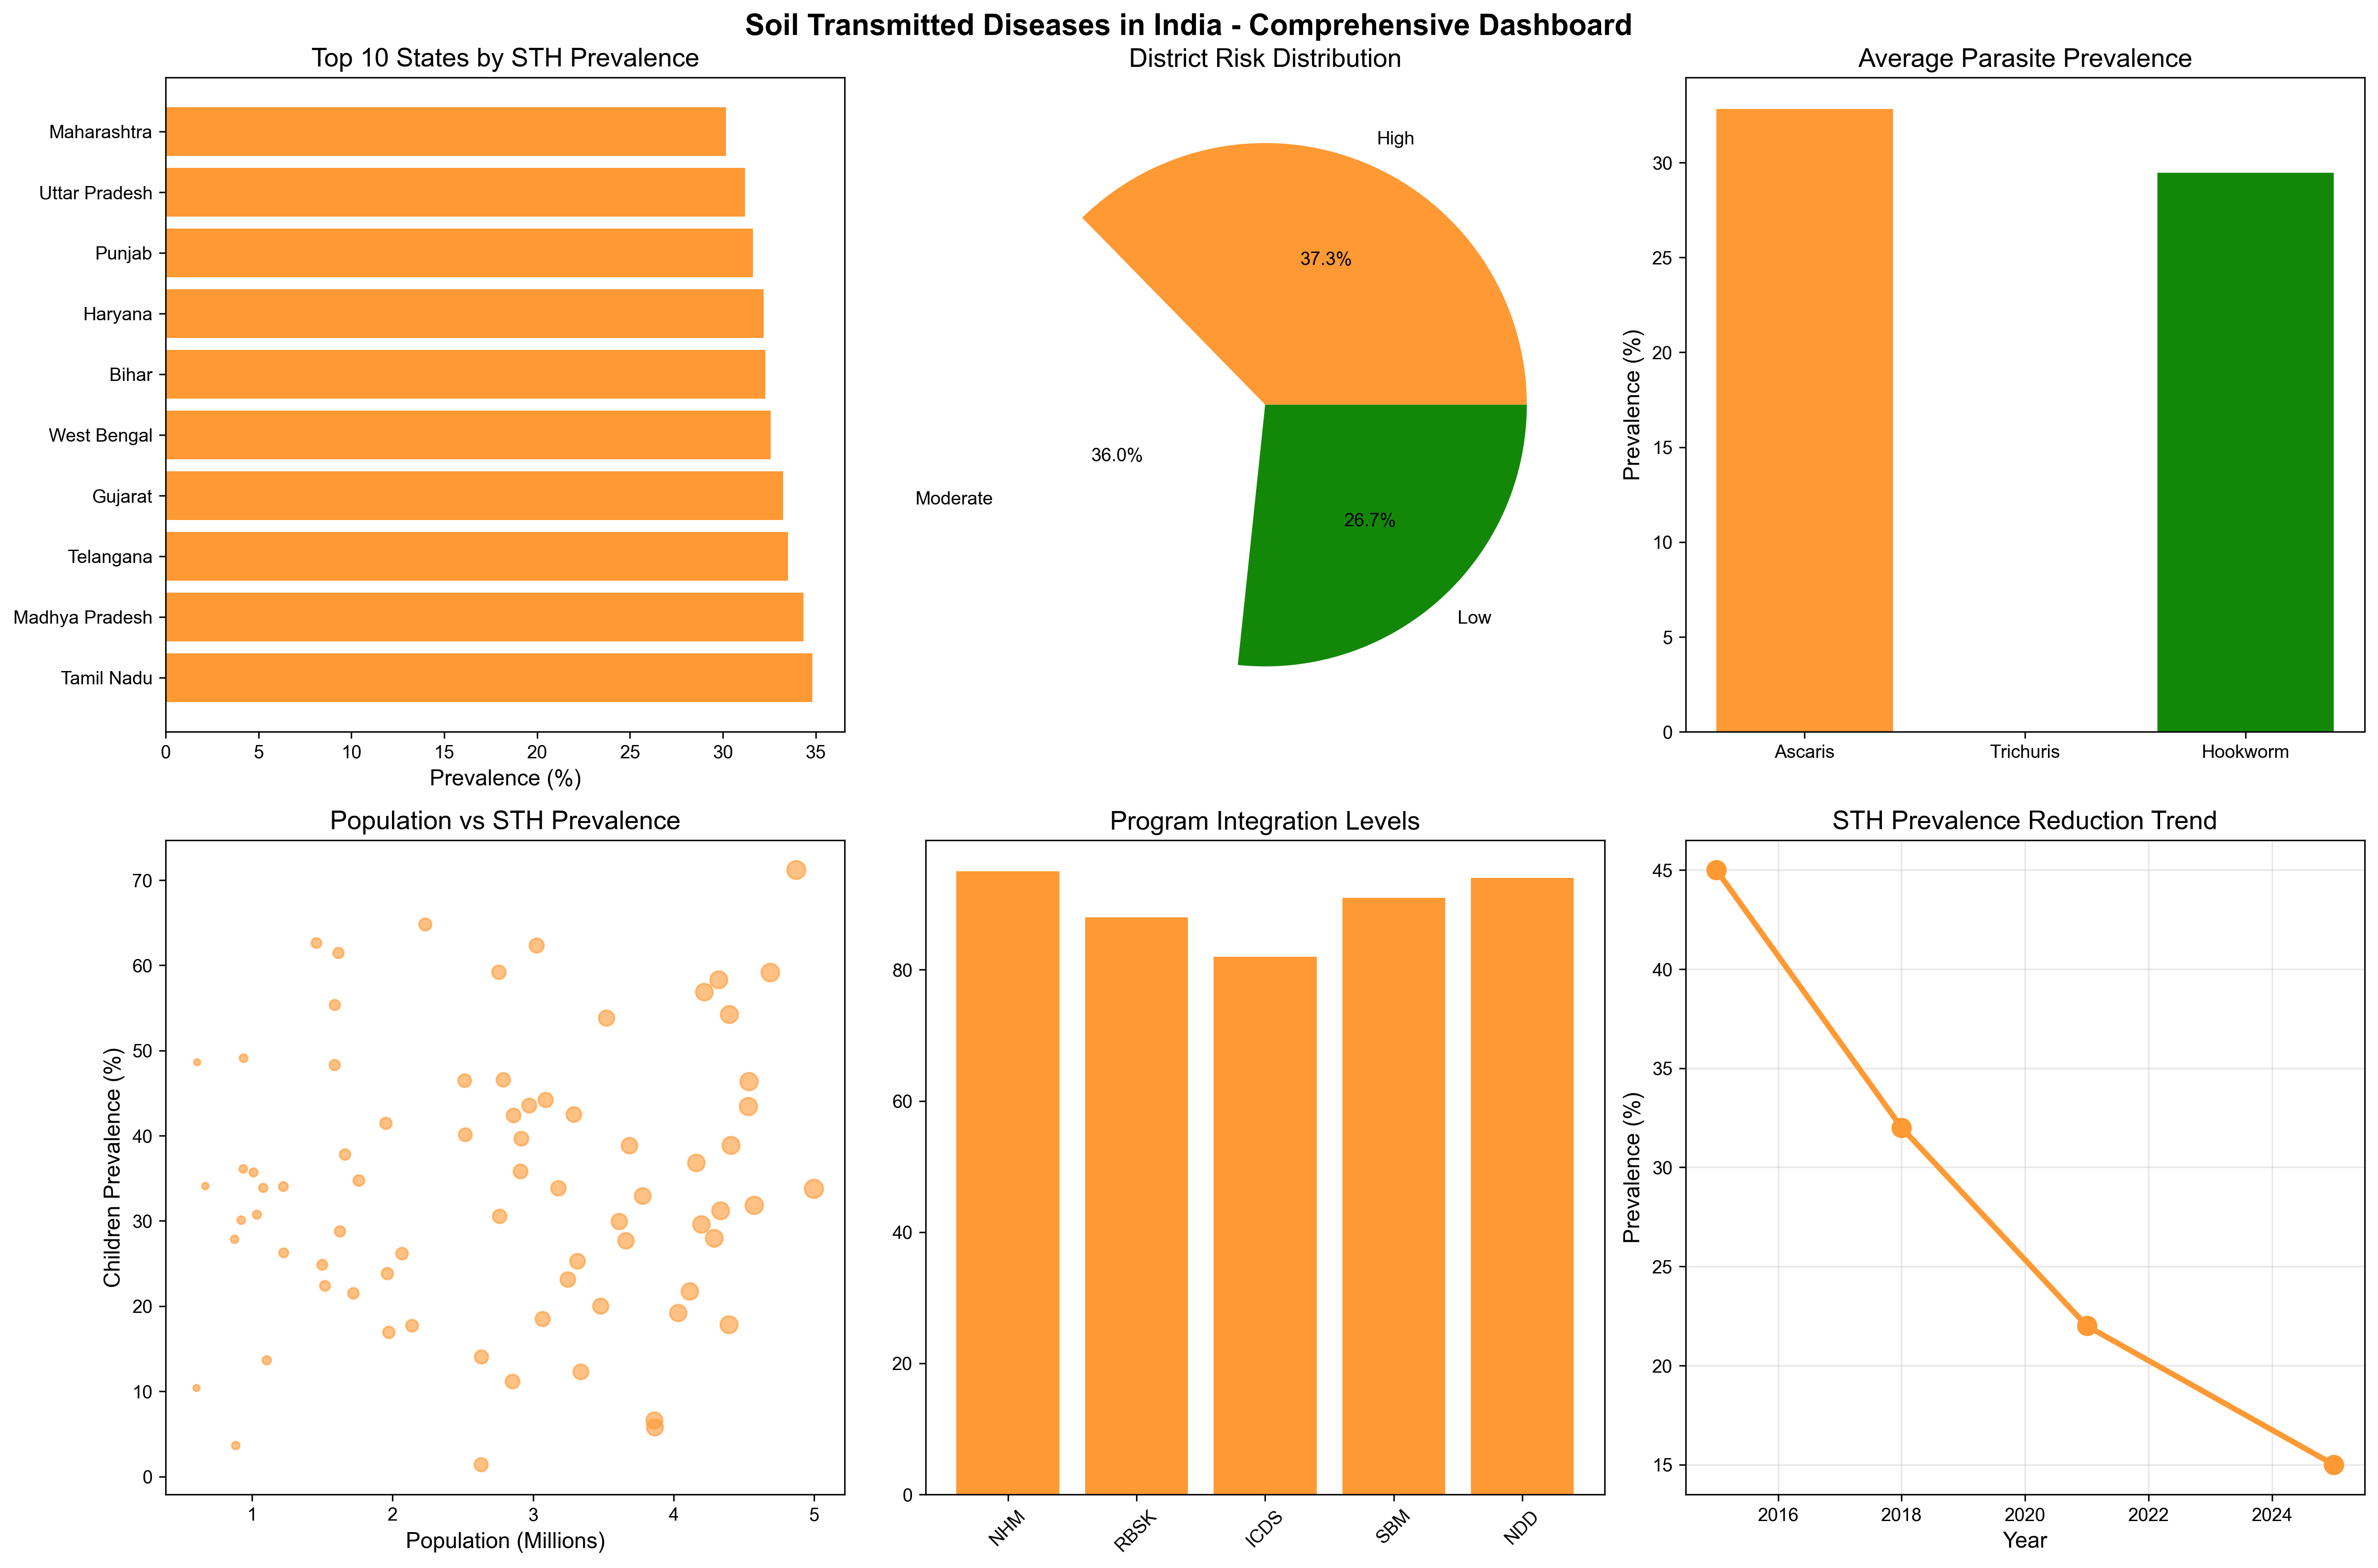 Soil Transmitted Diseases in India - Comprehensive Dashboard
Top 10 States by STH Prevalence
Maharashtra
Uttar Pradesh
Punjab
Haryana
Bihar
West Bengal
Gujarat
Telangana
Madhya Pradesh
Tamil Nadu
0 5 10 15 20 25 30 35
Prevalence (%)
District Risk Distribution
High
37.3%
36.0%
Moderate
26.7%
Low
Average Parasite Prevalence
Prevalence (%)
30
25
20
15
10
5
0
Ascaris Trichuris Hookworm
Population vs STH Prevalence
Children Prevalence (%)
70
60
50
40
30
20
10
0
1 2 3 4 5
Population (Millions)
Program Integration Levels
80
60
40
20
0
NHM RBSK ICDS SBM NDD
STH Prevalence Reduction Trend
Prevalence (%)
45
40
35
30
25
20
15
2016 2018 2020 2022 2024
Year